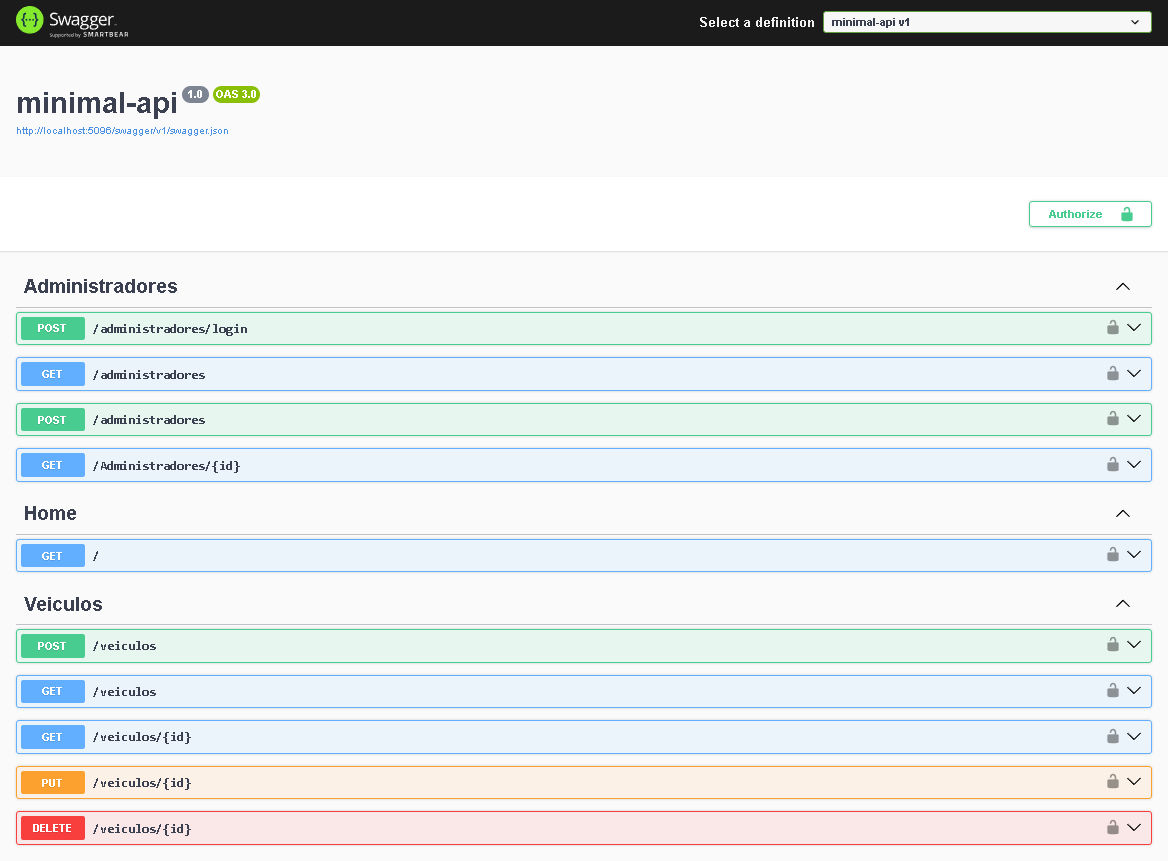 Swagger.
Supported by SMARTBEAR
Select a definition
minimal-api v1
minimal-api 1.0 OAS 3.0
http://localhost:5096/swagger/v1/swagger.json
Authorize
Administradores
POST /administradores/login
GET /administradores
POST /administradores
GET /Administradores/{id}
Home
GET /
Veiculos
POST /veiculos
GET /veiculos
GET /veiculos/{id}
PUT /veiculos/{id}
DELETE /veiculos/{id}